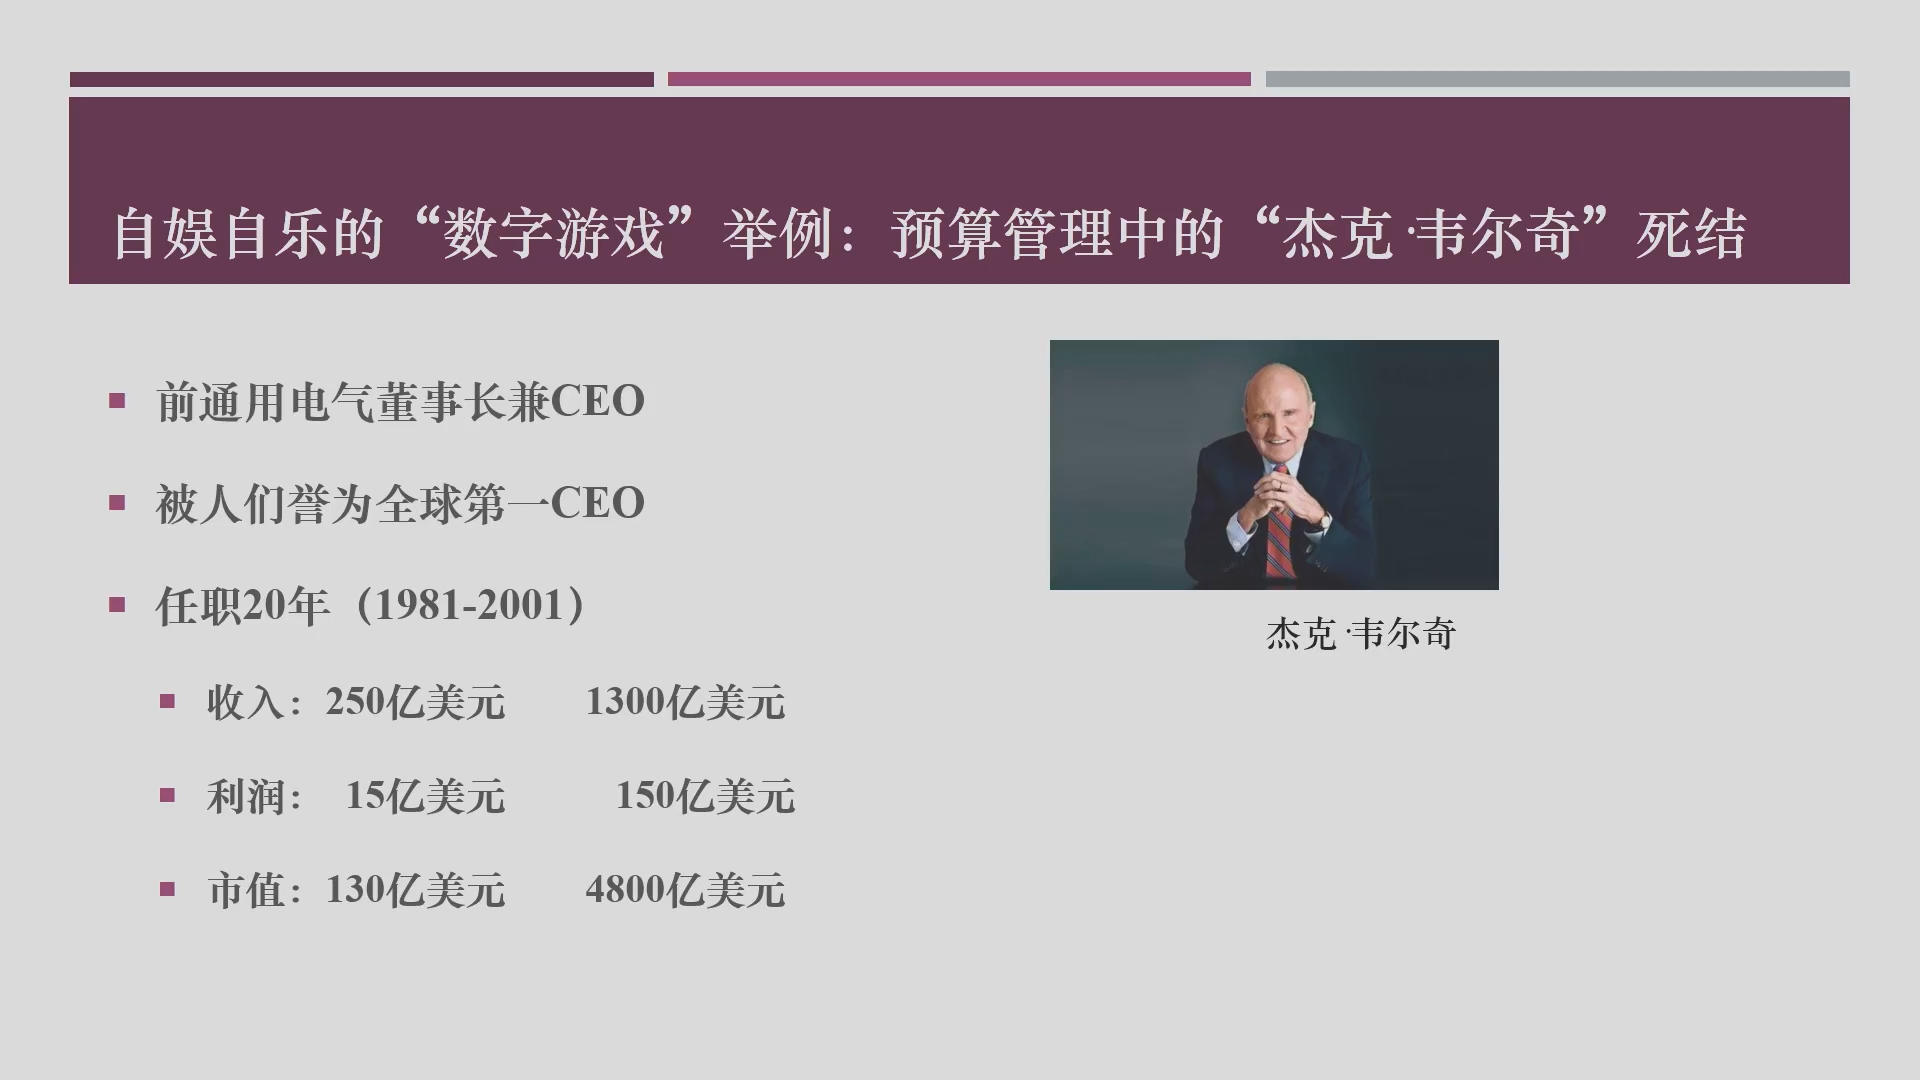 自娱自乐的“数字游戏”举例：预算管理中的“杰克·韦尔奇”死结
前通用电气董事长兼CEO
被人们誉为全球第一CEO
任职20年（1981-2001）
收入：250亿美元 1300亿美元
利润： 15亿美元 150亿美元
市值：130亿美元 4800亿美元
杰克·韦尔奇